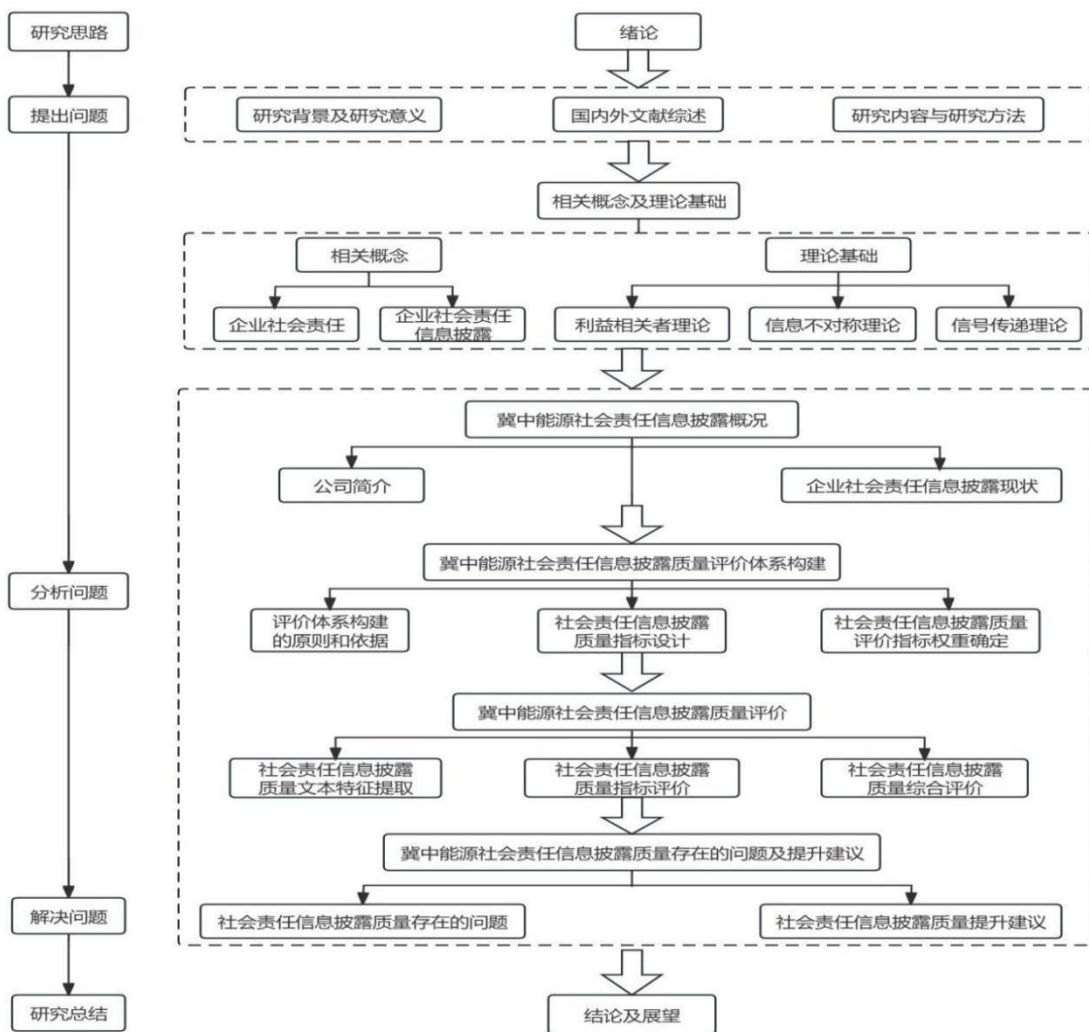 研究思路
绪论
提出问题
研究背景及研究意义
国内外文献综述
研究内容与研究方法
相关概念及理论基础
相关概念
理论基础
企业社会责任
企业社会责任
信息披露
利益相关者理论
信息不对称理论
信号传递理论
冀中能源社会责任信息披露概况
公司简介
企业社会责任信息披露现状
冀中能源社会责任信息披露质量评价体系构建
分析问题
评价体系构建
的原则和依据
社会责任信息披露
质量指标设计
社会责任信息披露质量
评价指标权重确定
冀中能源社会责任信息披露质量评价
社会责任信息披露
质量文本特征提取
社会责任信息披露
质量指标评价
社会责任信息披露
质量综合评价
冀中能源社会责任信息披露质量存在的问题及提升建议
解决问题
社会责任信息披露质量存在的问题
社会责任信息披露质量提升建议
研究总结
结论及展望